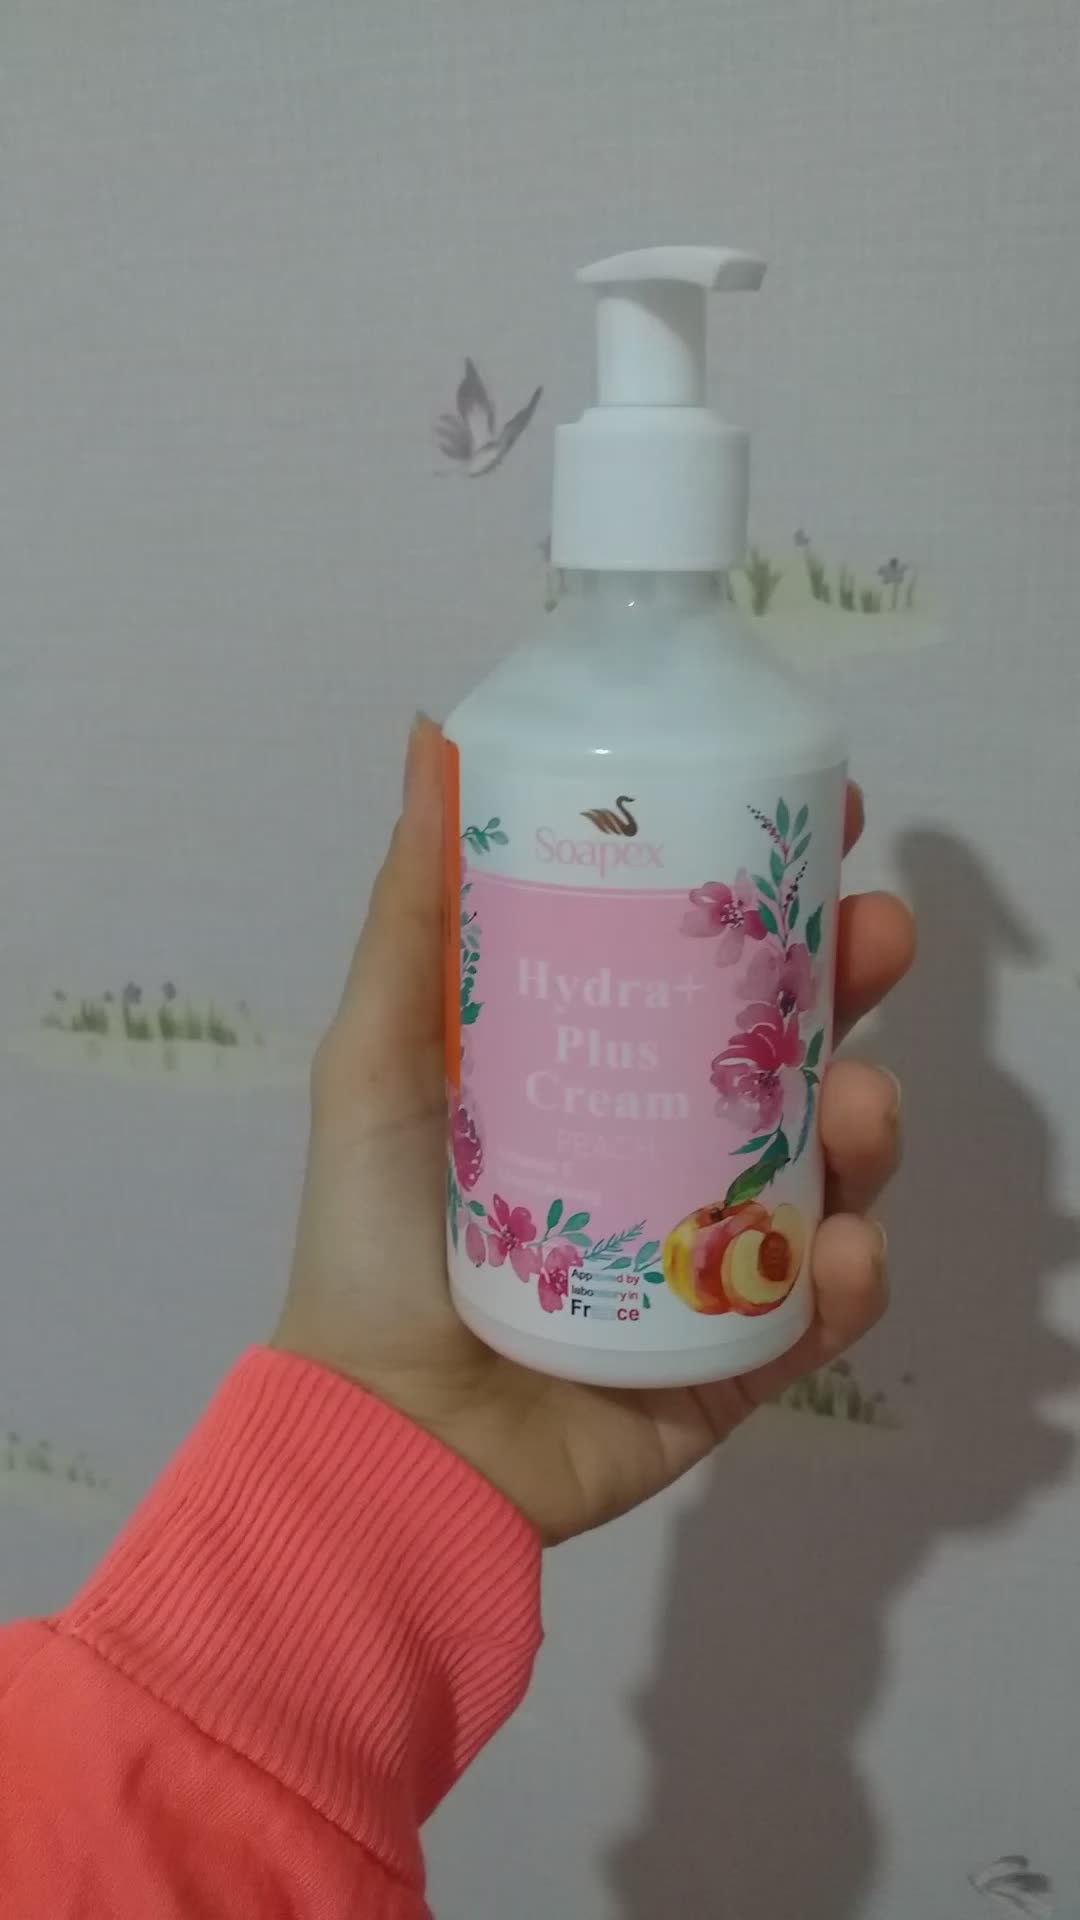 Soapex
Hydra+
Plus
Cream
PEACH
Approved by
laboratory in
France